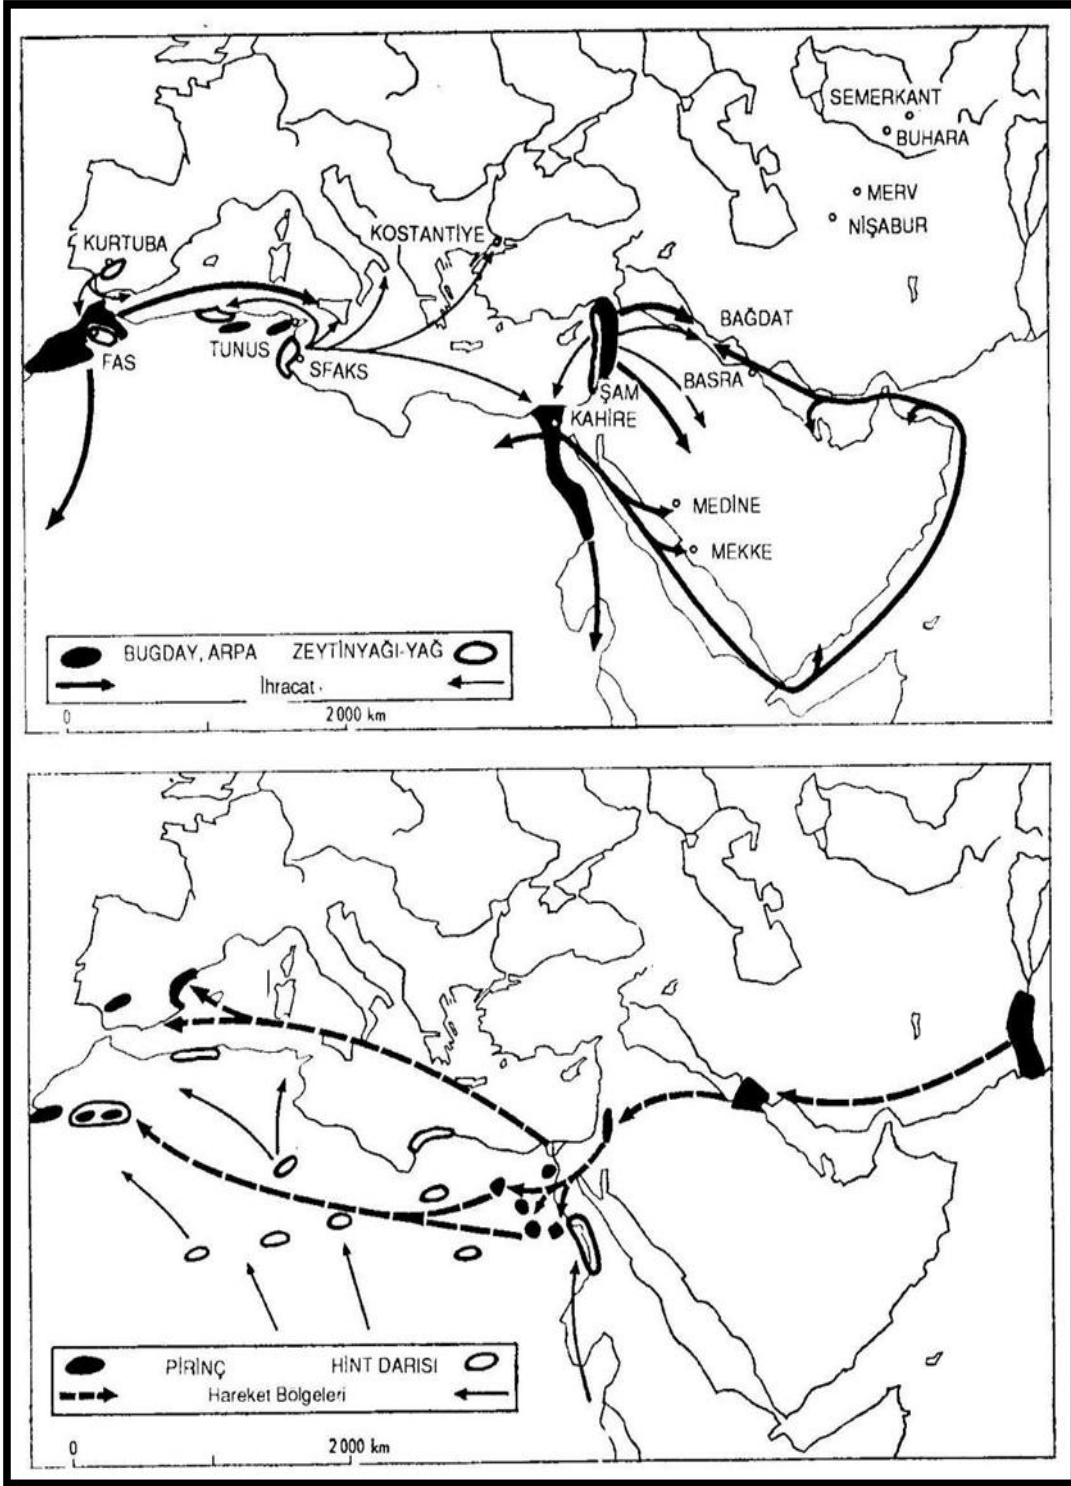 SEMERKANT
BUHARA
MERV
NİŞABUR
KOSTANTİYE
KURTUBA
BAĞDAT
FAS
TUNUS
SFAKS
BASRA
ŞAM
KAHİRE
MEDİNE
MEKKE
BUGDAY, ARPA ZEYTİNYAĞI-YAĞ
İhracat
0 2000 km
PİRİNÇ HİNT DARISI
Hareket Bölgeleri
0 2000 km